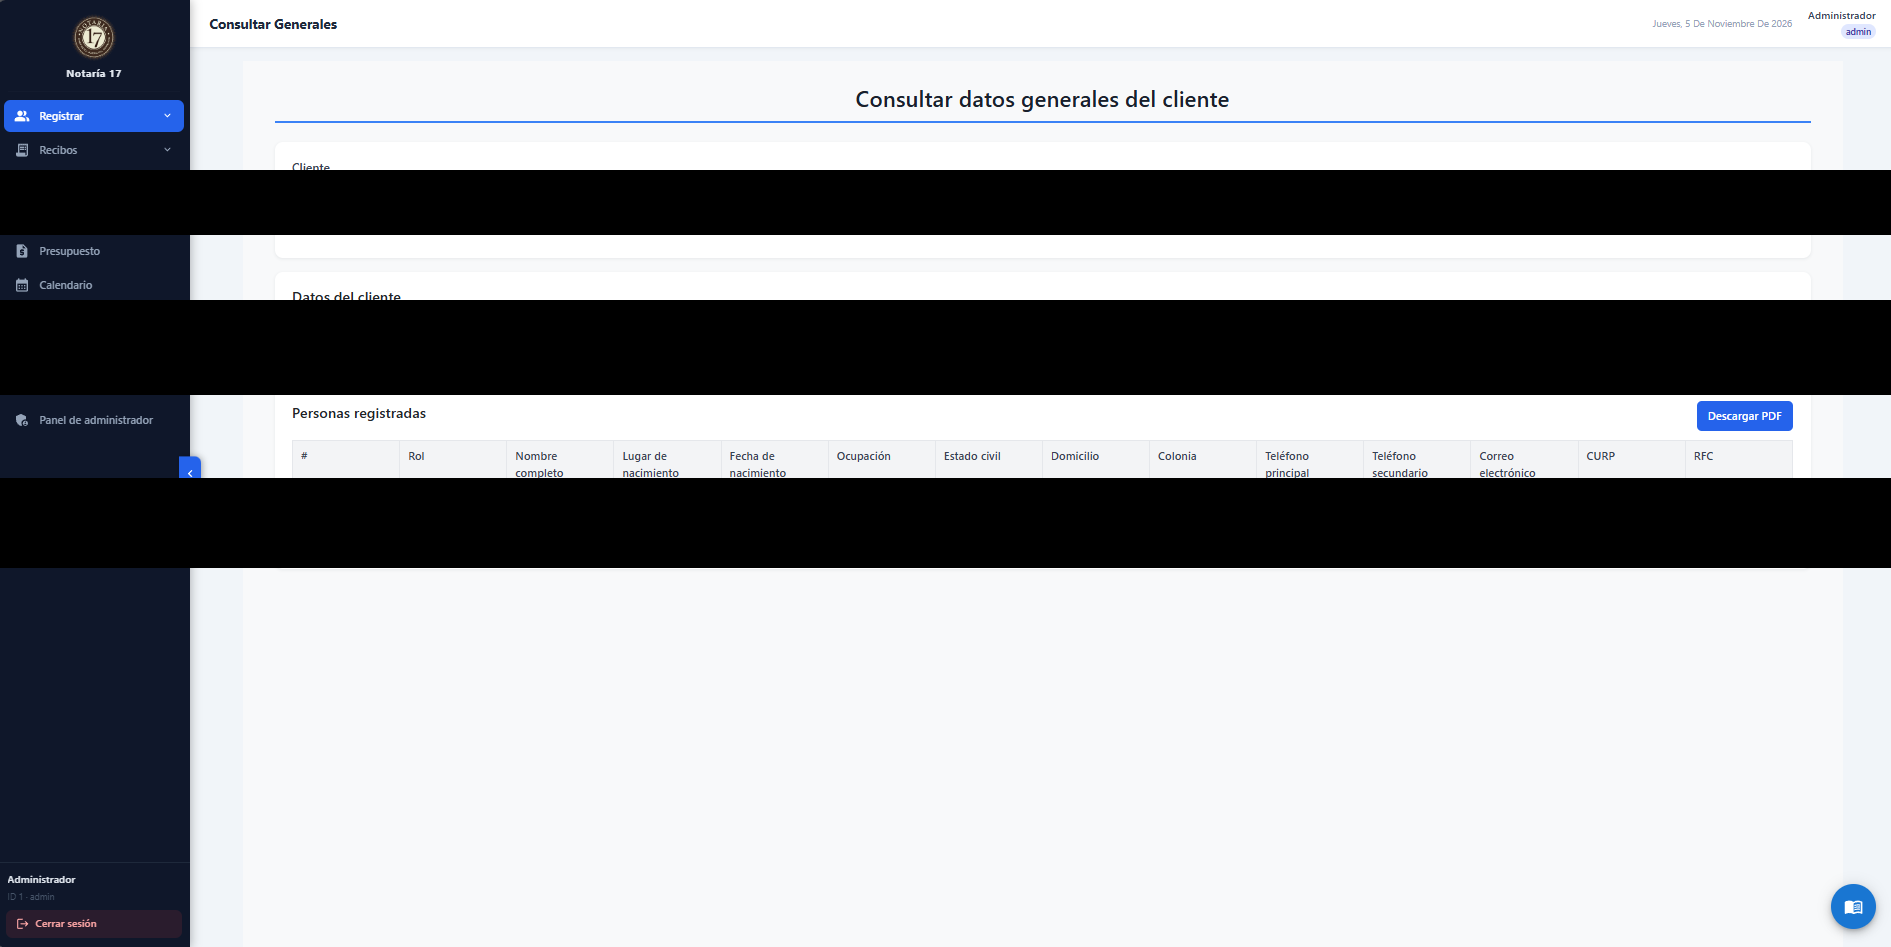 Consultar Generales
Jueves, 5 De Noviembre De 2026
Administrador
admin
NOTARIA
17
Notaría 17
Registrar
Recibos
Presupuesto
Calendario
Panel de administrador
Consultar datos generales del cliente
Cliente
Datos del cliente
Personas registradas
Descargar PDF
# Rol Nombre completo Lugar de nacimiento Fecha de nacimiento Ocupación Estado civil Domicilio Colonia Teléfono principal Teléfono secundario Correo electrónico CURP RFC
Administrador
ID 1 · admin
Cerrar sesión